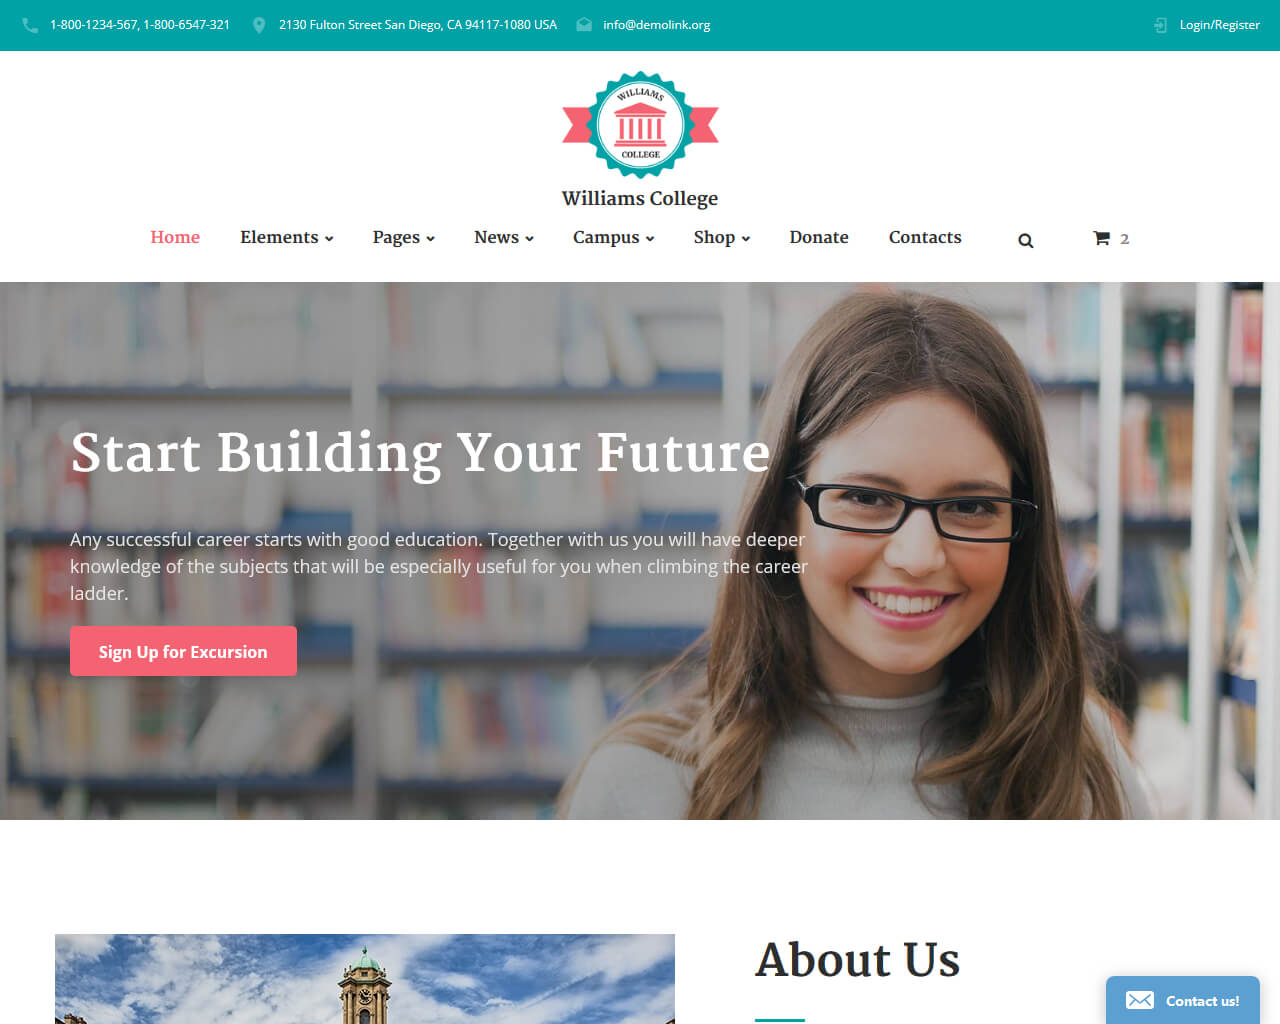 1-800-1234-567, 1-800-6547-321
2130 Fulton Street San Diego, CA 94117-1080 USA
info@demolink.org
Login/Register
WILLIAMS
COLLEGE
Williams College
Home
Elements
Pages
News
Campus
Shop
Donate
Contacts
2
Start Building Your Future
Any successful career starts with good education. Together with us you will have deeper
knowledge of the subjects that will be especially useful for you when climbing the career
ladder.
Sign Up for Excursion
About Us
Contact us!